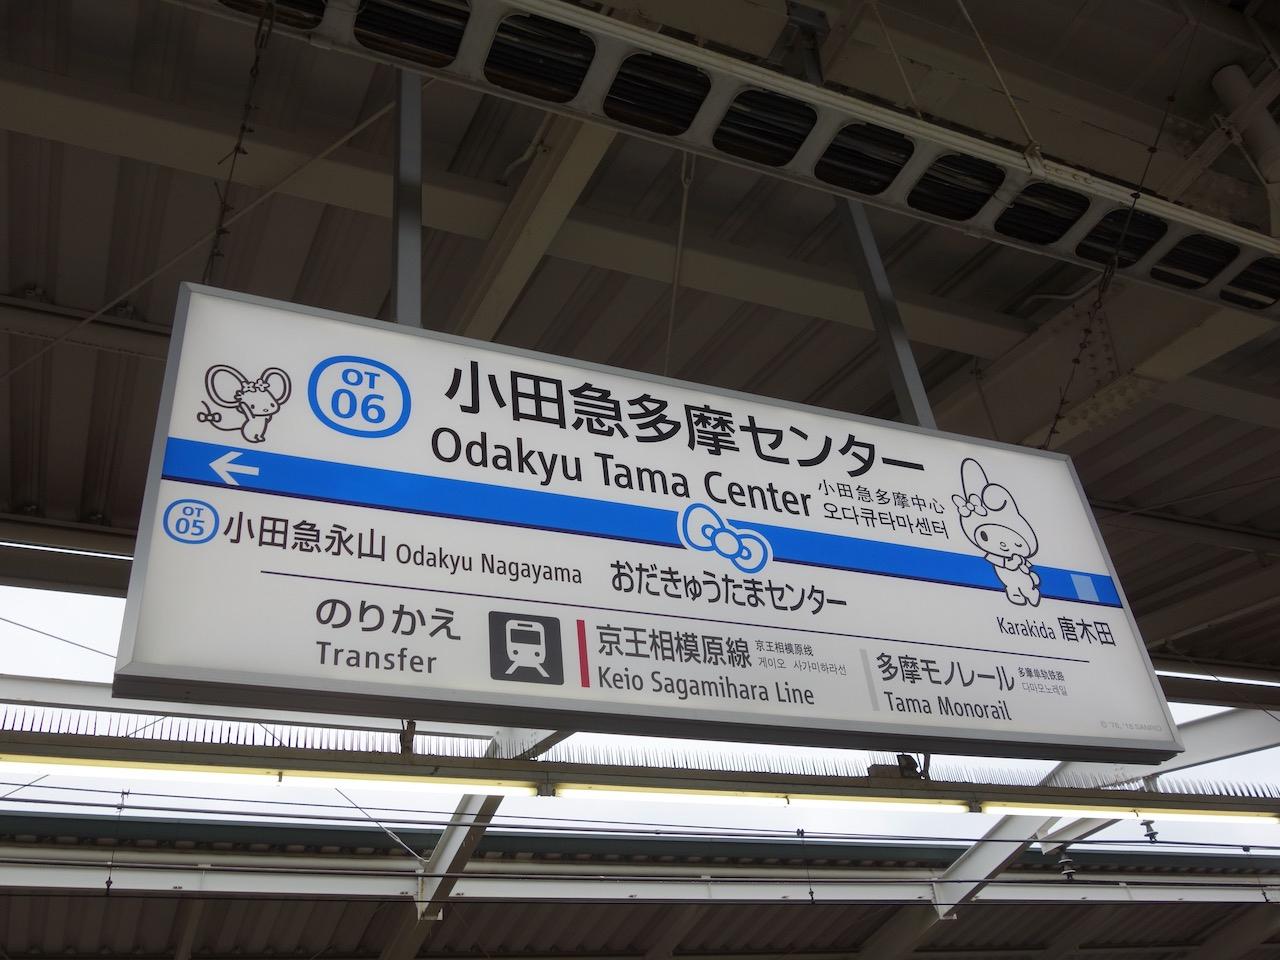 OT
06
小田急多摩センター
Odakyu Tama Center
小田急多摩中心
오다큐타마센터
OT
05
小田急永山 Odakyu Nagayama
おだきゅうたまセンター
Karakida 唐木田
のりかえ
Transfer
京王相模原線
京王相模原线
게이오 사가미하라선
Keio Sagamihara Line
多摩モノレール
多摩单轨铁路
다마모노레일
Tama Monorail
© '76, '18 SANRIO